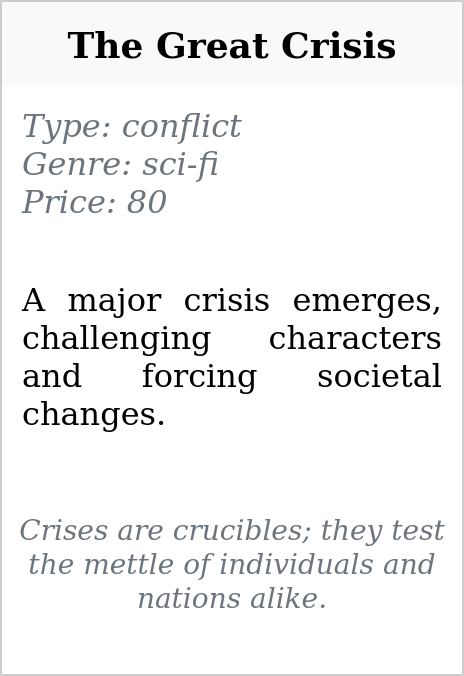 The Great Crisis
Type: conflict
Genre: sci-fi
Price: 80
A major crisis emerges,
challenging characters
and forcing societal
changes.
Crises are crucibles; they test
the mettle of individuals and
nations alike.